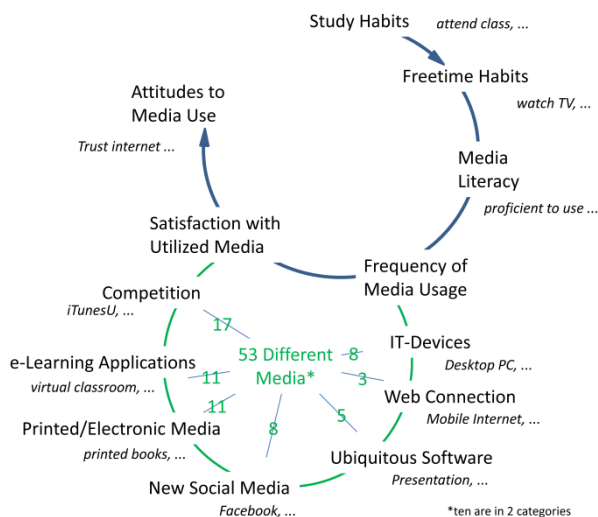 Study Habits
attend class, ...
Freetime Habits
watch TV, ...
Attitudes to
Media Use
Trust internet ...
Media
Literacy
proficient to use ...
Satisfaction with
Utilized Media
Frequency of
Media Usage
Competition
iTunesU, ...
17
53 Different
Media*
8
IT-Devices
Desktop PC, ...
e-Learning Applications
virtual classroom, ...
11
3
Web Connection
Mobile Internet, ...
11
Printed/Electronic Media
printed books, ...
8
5
Ubiquitous Software
Presentation, ...
New Social Media
Facebook, ...
*ten are in 2 categories